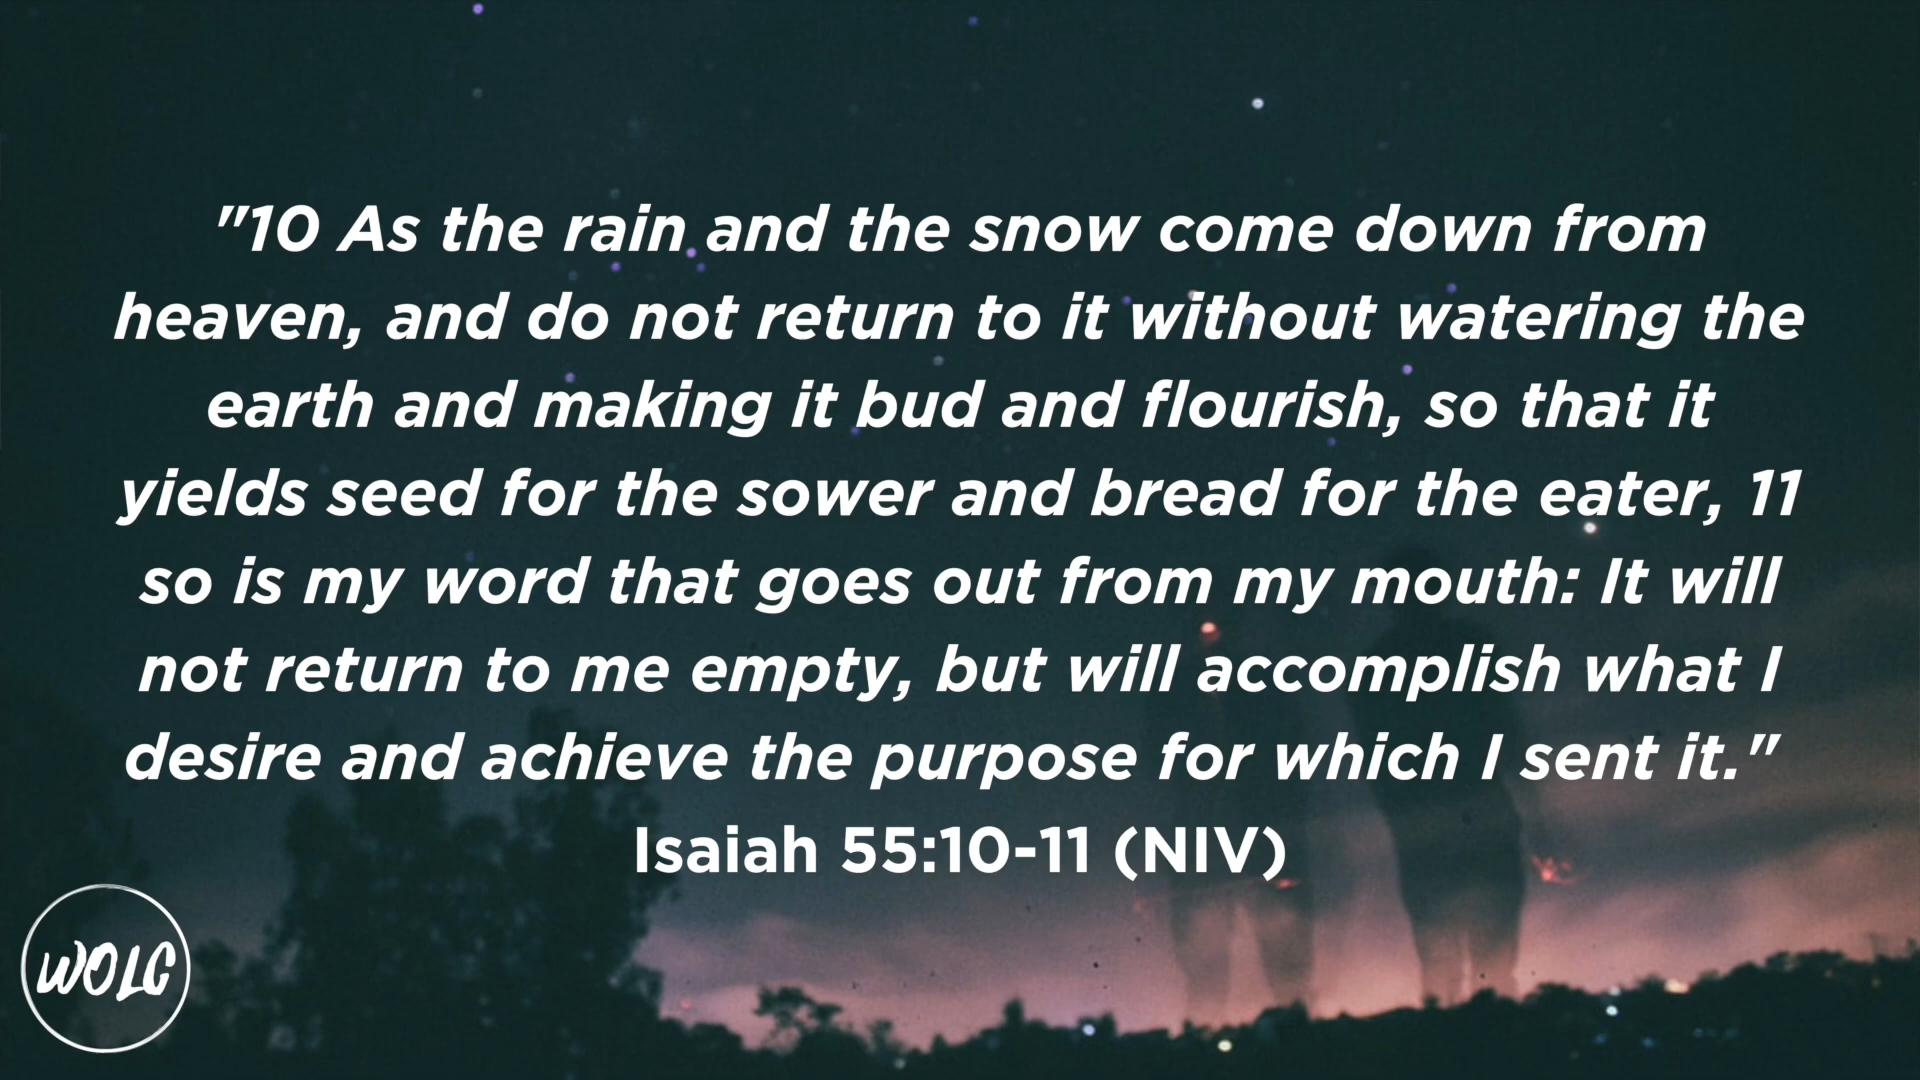 "10 As the rain and the snow come down from
heaven, and do not return to it without watering the
earth and making it bud and flourish, so that it
yields seed for the sower and bread for the eater, 11
so is my word that goes out from my mouth: It will
not return to me empty, but will accomplish what I
desire and achieve the purpose for which I sent it."
Isaiah 55:10-11 (NIV)
WOLC